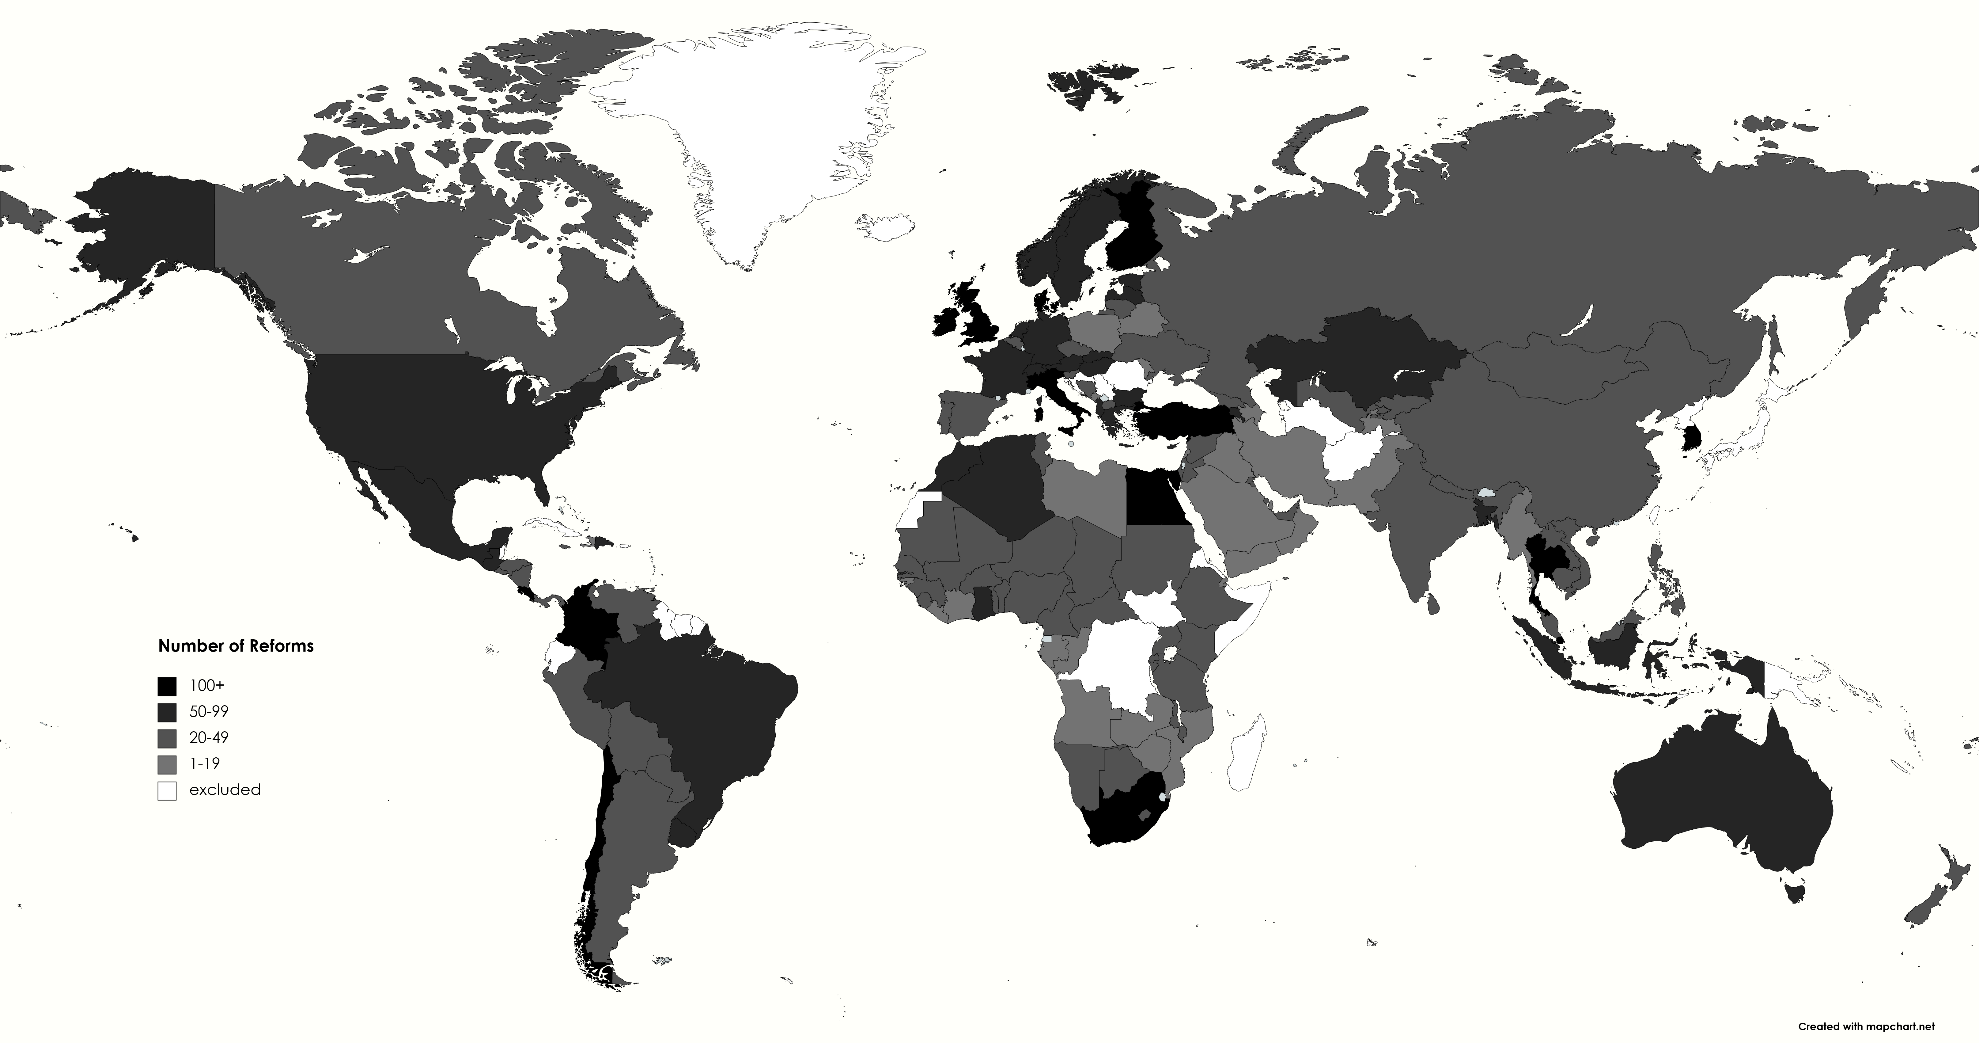 Number of Reforms
100+
50-99
20-49
1-19
excluded
Created with mapchart.net